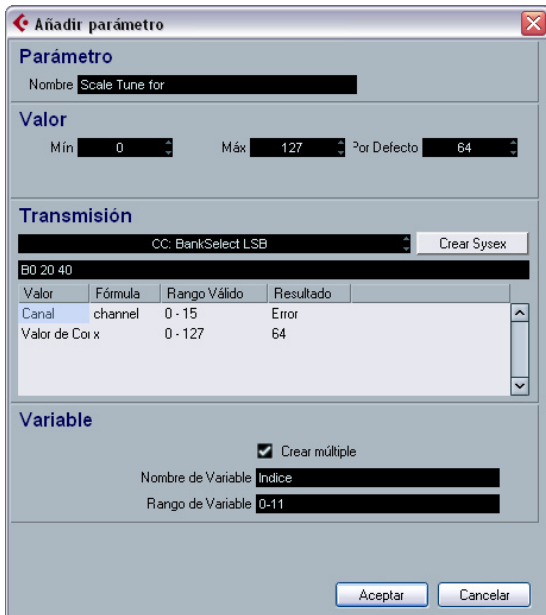 Añadir parámetro
Parámetro
Nombre Scale Tune for
Valor
Mín 0 Máx 127 Por Defecto 64
Transmisión
CC: BankSelect LSB Crear Sysex
B0 20 40
Valor Fórmula Rango Válido Resultado
Canal channel 0 - 15 Error
Valor de Cor x 0 - 127 64
Variable
Crear múltiple
Nombre de Variable Indice
Rango de Variable 0-11
Aceptar Cancelar